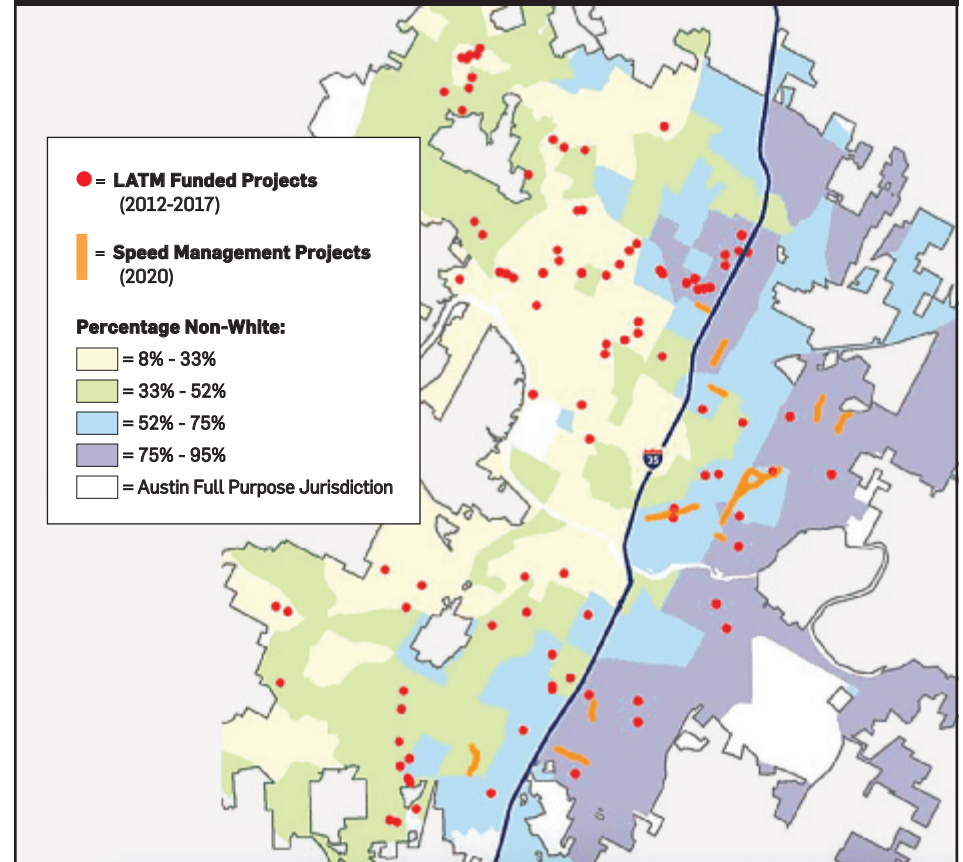 = LATM Funded Projects
(2012-2017)
= Speed Management Projects
(2020)
Percentage Non-White:
= 8% - 33%
= 33% - 52%
= 52% - 75%
= 75% - 95%
= Austin Full Purpose Jurisdiction
35